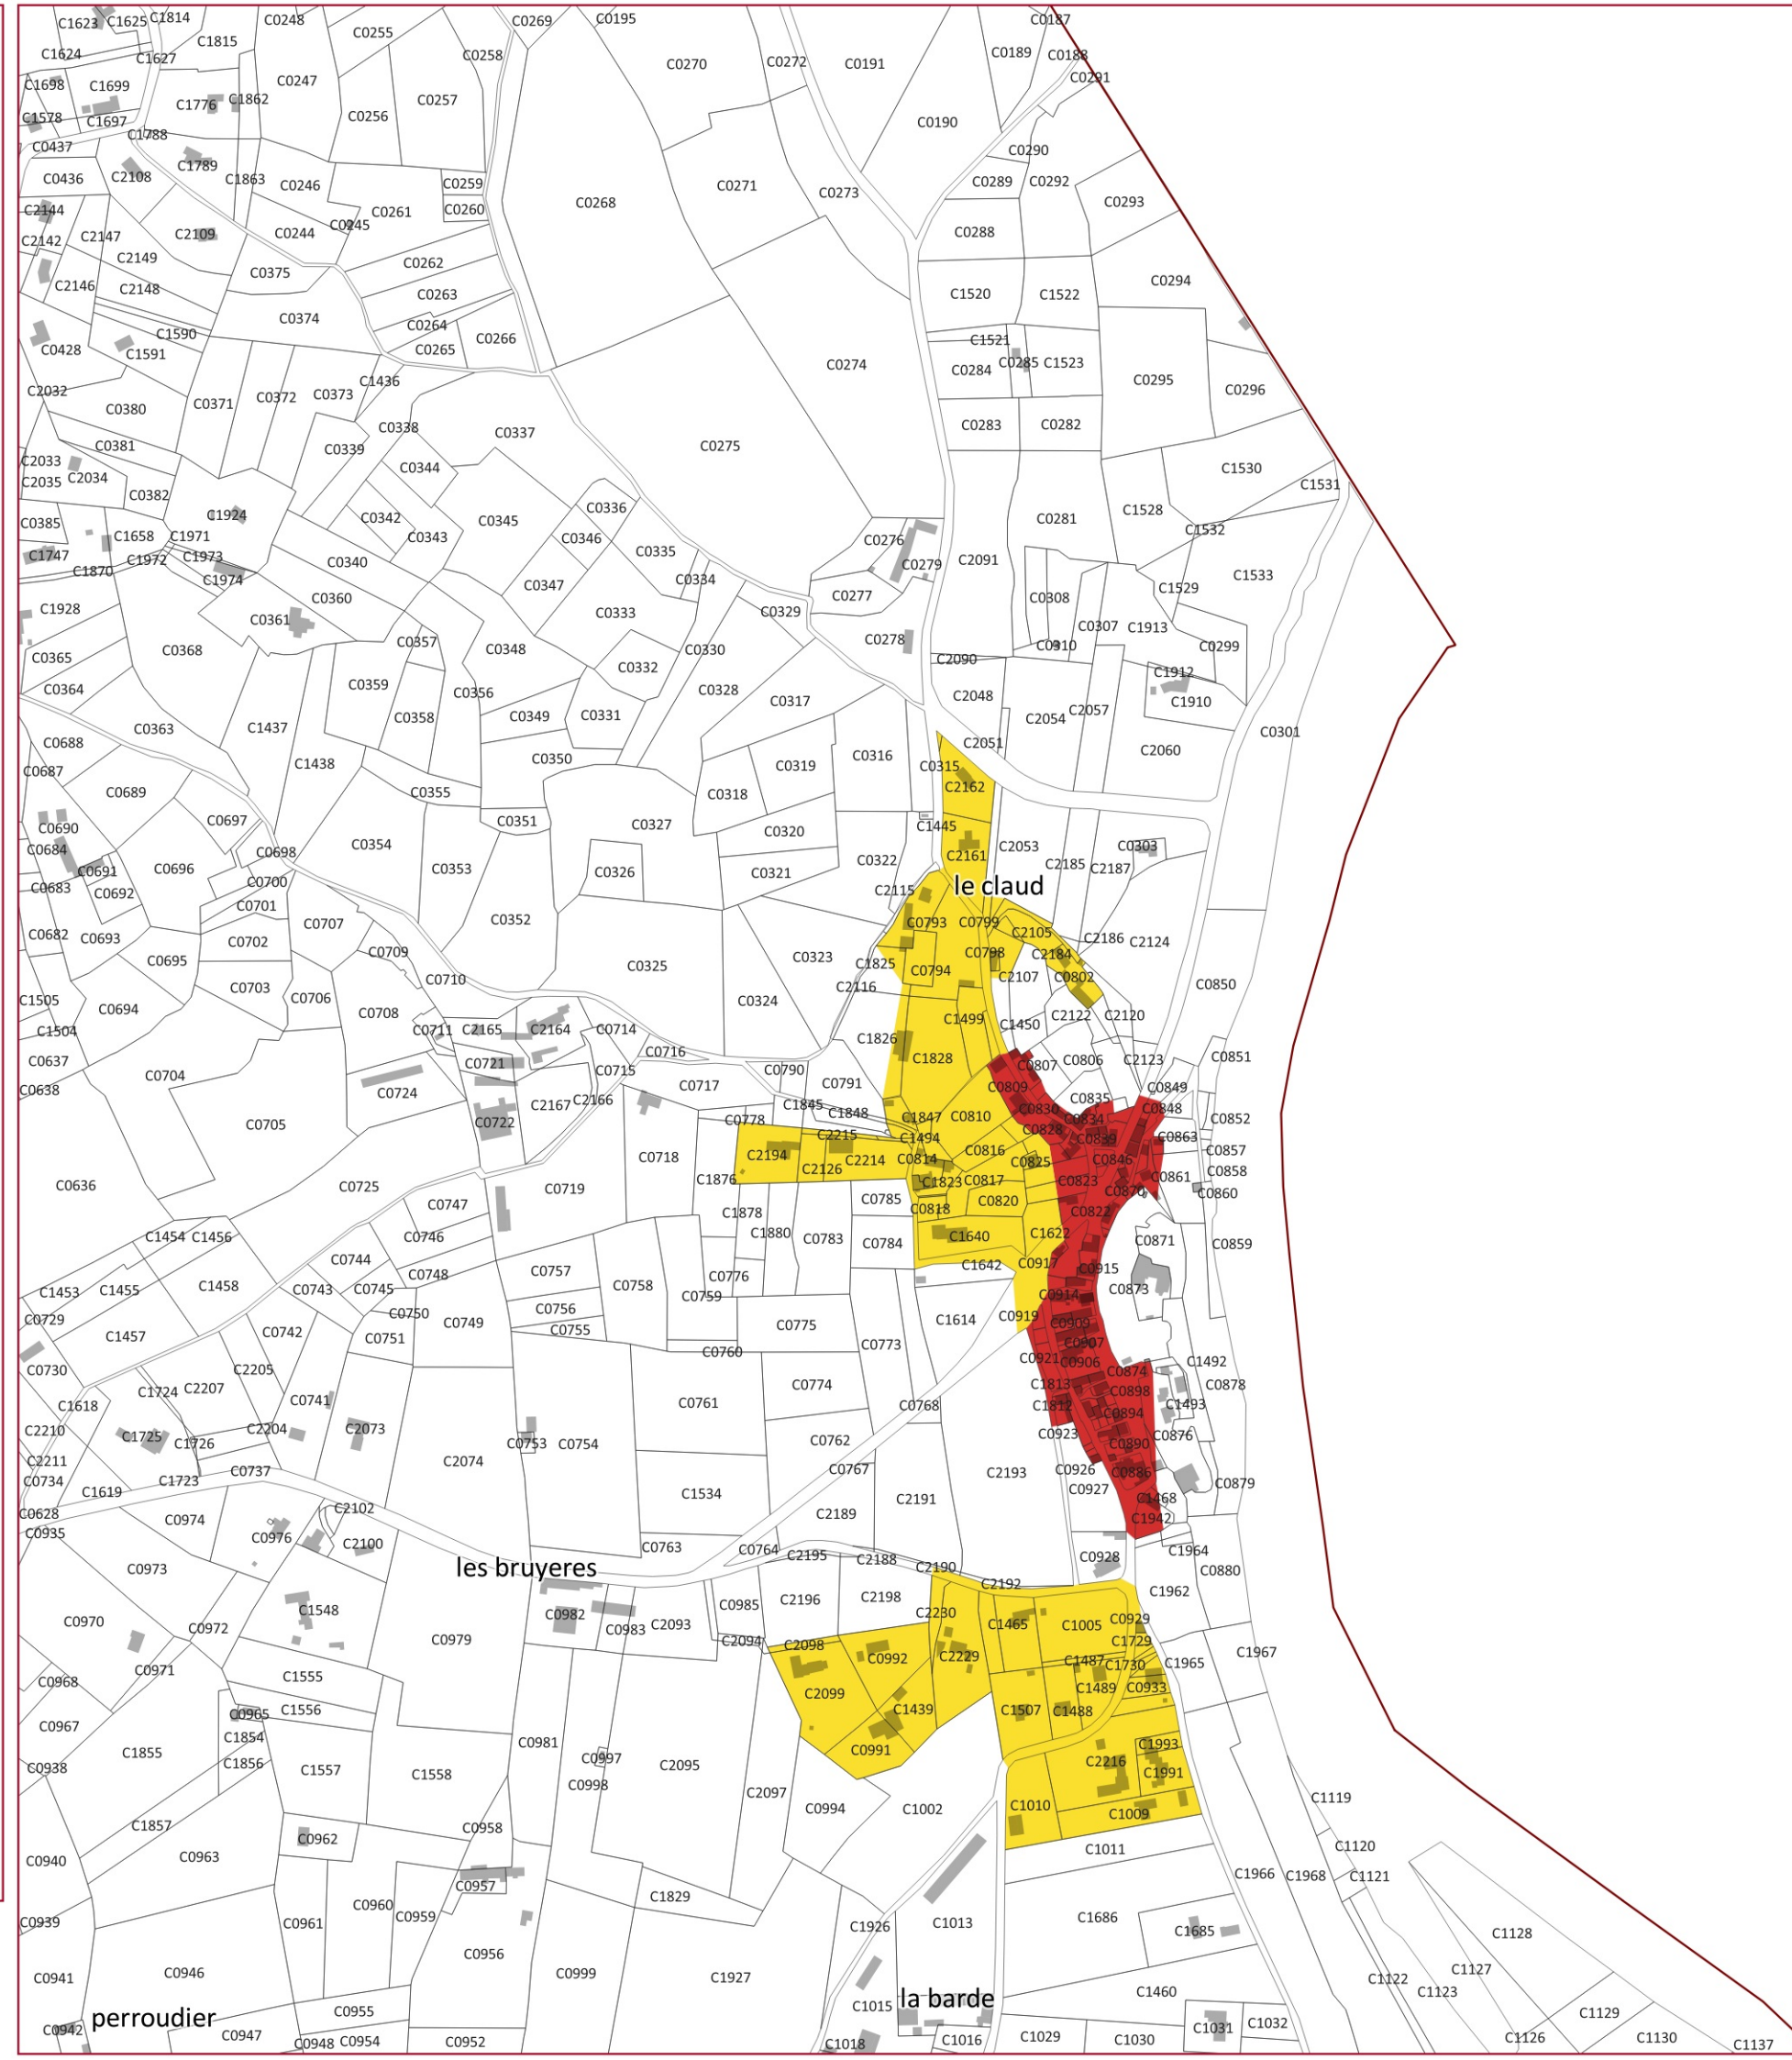 C1623 C1625 C1814 C0248 C0255 C0269 C0195 C0187
C1624 C1627 C1815 C0258 C0270 C0272 C0191 C0189 C0188
C1698 C1699 C1776 C1862 C0247 C0256 C0257 C0291
C1578 C1697 C1788 C0190
C0437 C1789 C0290
C0436 C2108 C1863 C0246 C0259 C0271 C0273 C0289 C0292
C2144 C0261 C0260 C0268 C0293
C2142 C2147 C2109 C0244 C0245 C0288
C2149 C0375 C0262
C2146 C2148 C0263 C1520 C1522 C0294
C0374 C0264
C0428 C1590 C1591 C0265 C0266 C1521
C0274 C0284 C0285 C1523
C2032 C0371 C0372 C0373 C1436 C0295 C0296
C0380 C0338 C0337 C0283 C0282
C0381 C0339 C0275
C2033 C2034 C0344 C1530
C2035 C0382 C1531
C0385 C1924 C0342 C0345 C0336 C0281 C1528
C1658 C1971 C0343 C0346 C0276 C1532
C1747 C1972 C1973 C0335 C0279 C2091
C1870 C1974 C0340 C0347 C0334 C1533
C1928 C0360 C0277 C0308 C1529
C0361 C0333 C0329 C0307 C1913
C0365 C0368 C0357 C0348 C0330 C0278 C0310 C0299
C0364 C0359 C0356 C0332 C0328 C2090 C1912
C0363 C1437 C0358 C0349 C0331 C0317 C2048 C2054 C2057 C1910
C0688 C0301
C0687 C1438 C0350 C0319 C0316 C0315 C2051 C2060
C0689 C0355 C0318 C2162
C0690 C0697 C0351 C0327 C0320 C1445
C0684 C0698 C0354 C2161 C2053 C0303
C0691 C0696 C0353 C0326 C0321 C0322 C2185 C2187
C0683 C0692 C0700 C2115 le claud
C0701 C0352
C0682 C0693 C0702 C0707 C0793 C0799 C2105 C2186 C2124
C0695 C0709 C0325 C0323 C1825 C0794 C0798 C2184
C0703 C0706 C0710 C2116 C2107 C0802 C0850
C1505 C0694 C0708 C0324
C1504 C0711 C2165 C2164 C0714 C1826 C1499 C1450 C2122 C2120
C0637 C0721 C0716 C1828 C0807 C0806 C2123 C0851
C0638 C0704 C0724 C0715 C0717 C0790 C0791 C0809 C0849
C0705 C2167 C2166 C1845 C1848 C1847 C0810 C0830 C0835 C0848
C0722 C0778 C0834 C0852
C2215 C1494 C0828 C0839 C0863
C0636 C0718 C2194 C2126 C2214 C0814 C0816 C0825 C0846 C0857
C0725 C0719 C1876 C1823 C0817 C0823 C0861 C0858
C0747 C1878 C0785 C0818 C0820 C0822 C0870 C0860
C1454 C1456 C0746 C1880 C0783 C0784 C1640 C1622 C0871 C0859
C0744 C0748 C0757 C0758 C0776 C1642 C0917 C0915
C1453 C1455 C1458 C0743 C0745 C0759 C0914 C0873
C0729 C0750 C0756
C1457 C0742 C0751 C0749 C0755 C0775 C1614 C0919 C0909
C0730 C2205 C0760 C0773 C0907 C0921 C0906 C0874 C1492
C1724 C2207 C0741 C0761 C0774 C0768 C1813 C0898 C0878
C1618 C1812 C1493
C2210 C1725 C1726 C2204 C2073 C0753 C0754 C0762 C0923 C0894 C0876
C2211 C0737 C2074 C0767 C2193 C0926 C0890
C0734 C1723 C0927 C0886 C0879
C1619 C1534 C2191 C1468
C0628 C0974 C2102 C2189 C1942
C0935 C0976 C2100 C0763 C0764 C2195 C2188 C2190 C0928 C1964
C0973 les bruyeres C2192 C0880
C1548 C0982 C0985 C2196 C2198 C1962
C0970 C0972 C0979 C0983 C2093 C2230 C1465 C1005 C0929
C2094 C2098 C0992 C2229 C1729 C1967
C0968 C0971 C1555 C1487 C1730 C1965
C0967 C0965 C1556 C2099 C1439 C1507 C1488 C1489 C0933
C1855 C1854 C0981 C0991 C1993
C0938 C1856 C1557 C1558 C0997 C0998 C2095 C2097 C2216 C1991
C1857 C0962 C0958 C0994 C1002 C1010 C1009 C1119
C0940 C0963 C1011 C1120
C0957 C1829 C1966 C1968 C1121
C0939 C0961 C0960 C0959 C1926 C1013 C1686 C1685 C1128
C0941 C0946 C0956 C0999 C1927 C1127
C1122 C1123
perroudier C0955 C1015 la barde C1460 C1129
C0942 C0947 C0948 C0954 C0952 C1018 C1016 C1029 C1030 C1031 C1032 C1126 C1130 C1137